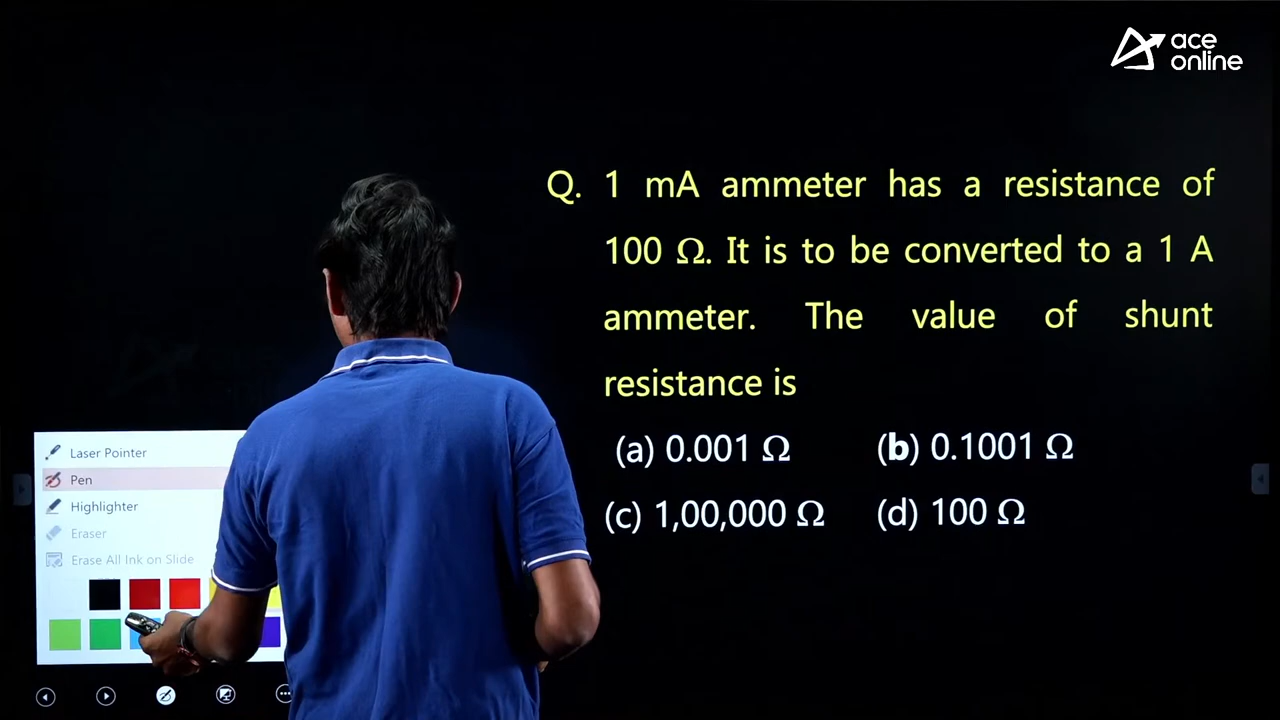 ace
online
Q. 1 mA ammeter has a resistance of
100 Ω. It is to be converted to a 1 A
ammeter. The value of shunt
resistance is
(a) 0.001 Ω (b) 0.1001 Ω
(c) 1,00,000 Ω (d) 100 Ω
Laser Pointer
Pen
Highlighter
Eraser
Erase All Ink on Slide